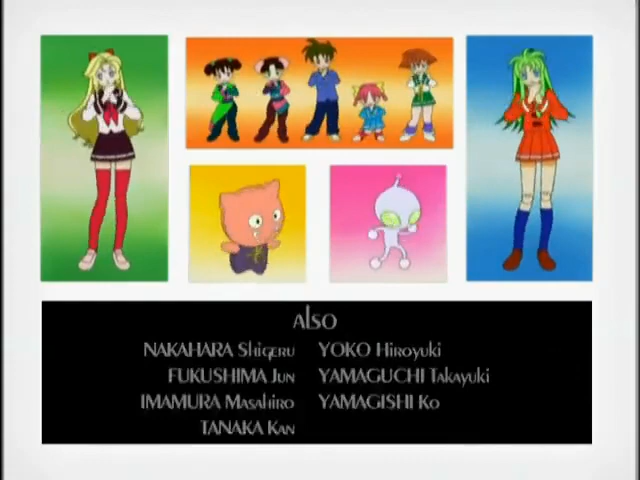 Also
NAKAHARA Shigeru YOKO Hiroyuki
FUKUSHIMA Jun YAMAGUCHI Takayuki
IMAMURA Masahiro YAMAGISHI Ko
TANAKA Kan